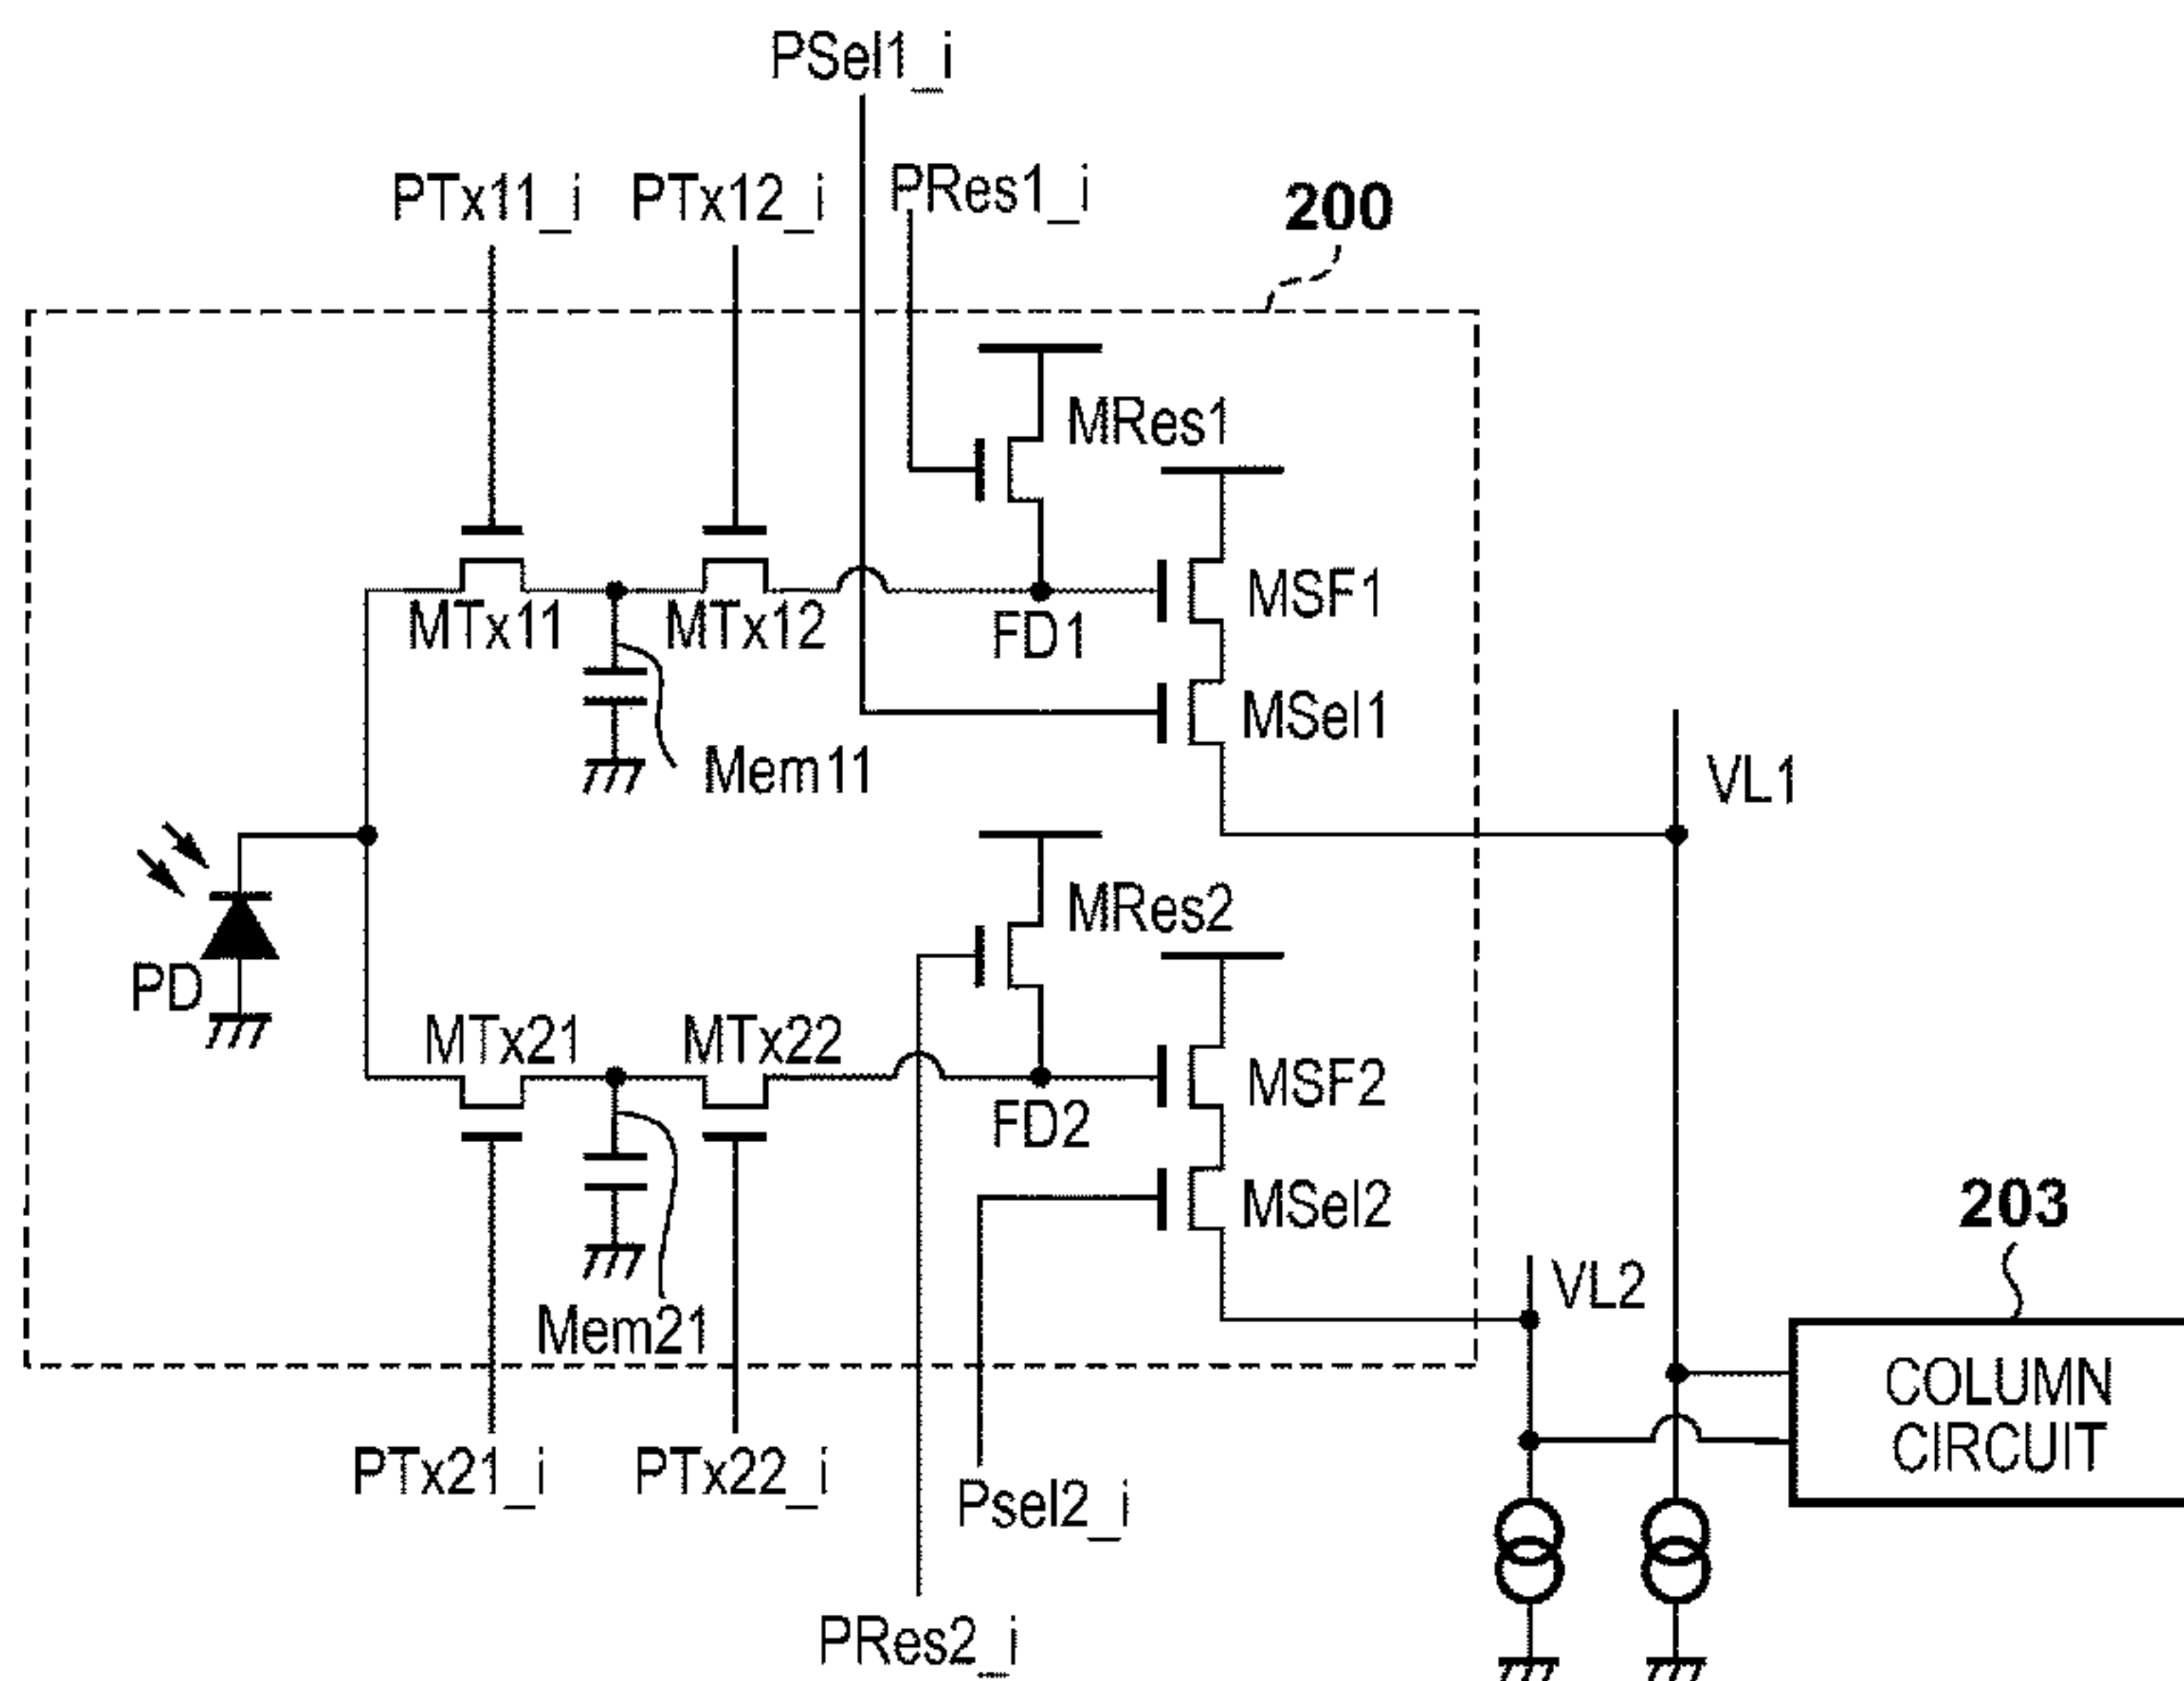 PSel1_i
PTx11_i
PTx12_i
PRes1_i
200
MRes1
MTx11
MTx12
FD1
MSF1
MSel1
Mem11
VL1
MRes2
PD
MTx21
MTx22
FD2
MSF2
MSel2
Mem21
VL2
203
COLUMN
CIRCUIT
PTx21_i
PTx22_i
Psel2_i
PRes2_i